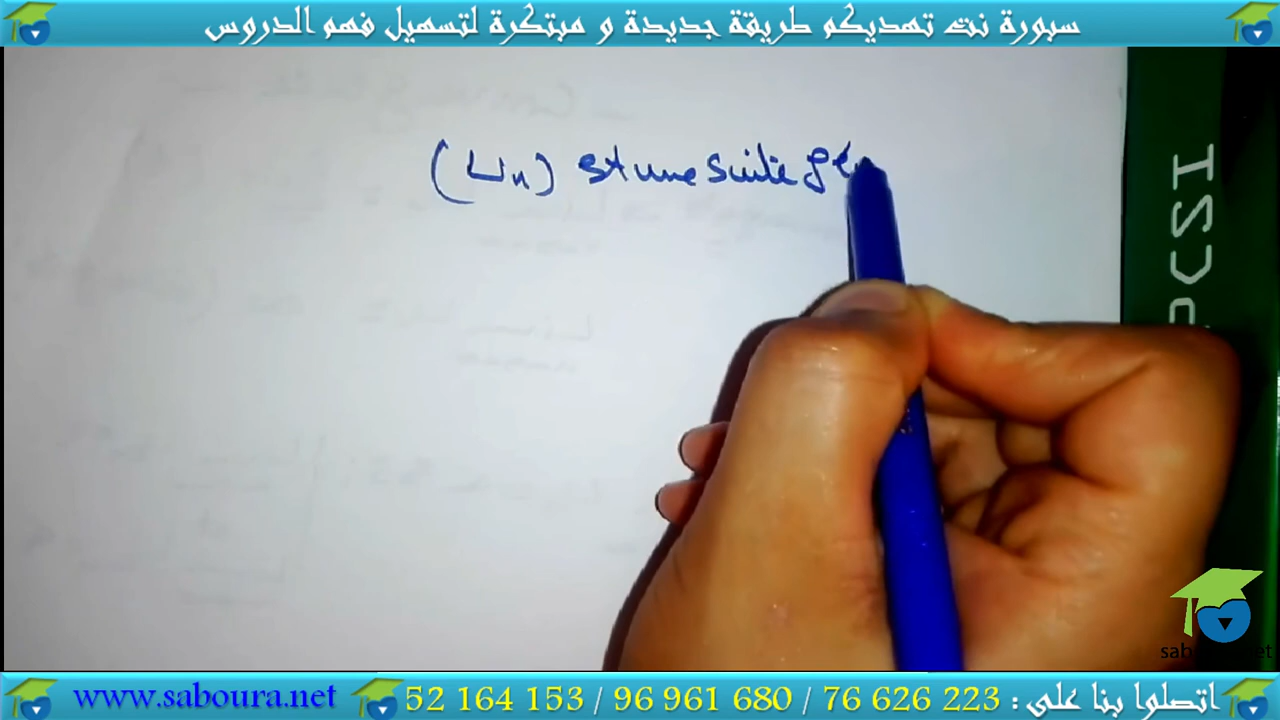 سبورة نت تهديكم طريقة جديدة و مبتكرة لتسهيل فهم الدروس
(Un) est une suite gé
ISV
www.saboura.net
52 164 153 / 96 961 680 / 76 626 223 : اتصلوا بنا على